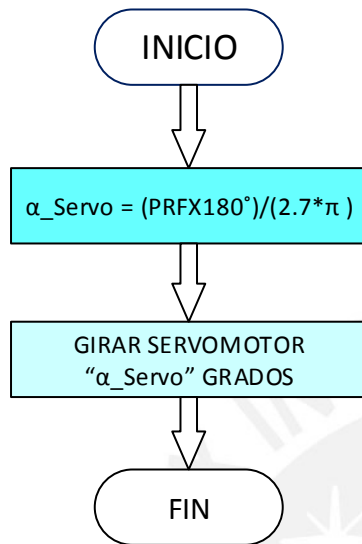 INICIO
α_Servo = (PRFX180°)/(2.7*π )
GIRAR SERVOMOTOR
“α_Servo” GRADOS
FIN